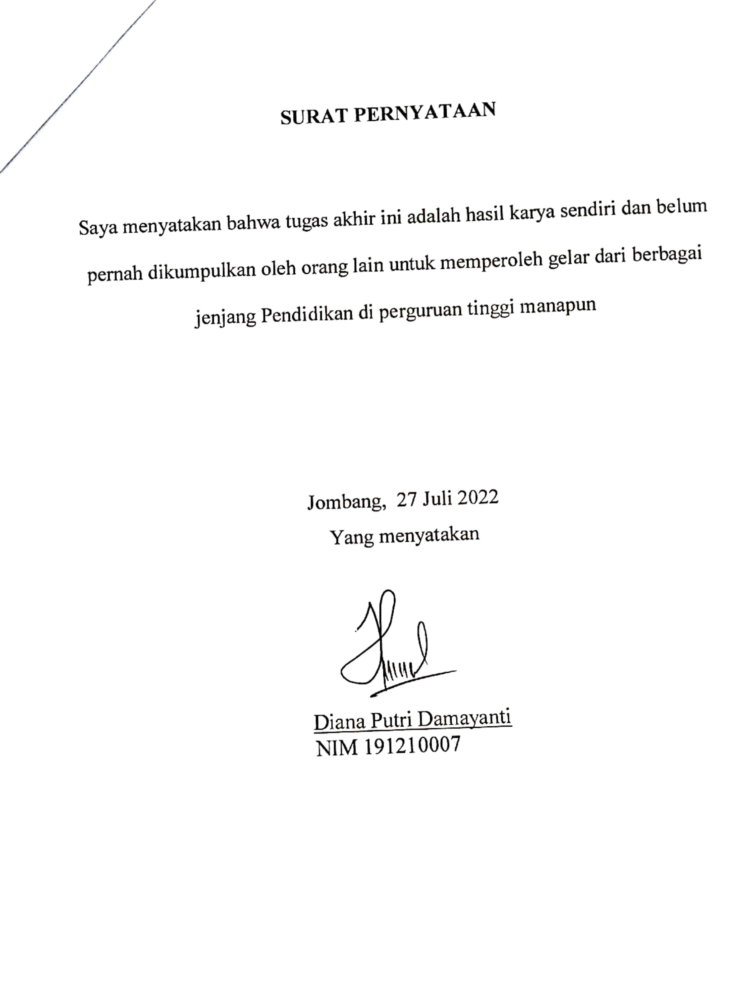 SURAT PERNYATAAN
Saya menyatakan bahwa tugas akhir ini adalah hasil karya sendiri dan belum
pernah dikumpulkan oleh orang lain untuk memperoleh gelar dari berbagai
jenjang Pendidikan di perguruan tinggi manapun
Jombang, 27 Juli 2022
Yang menyatakan
Diana Putri Damayanti
NIM 191210007